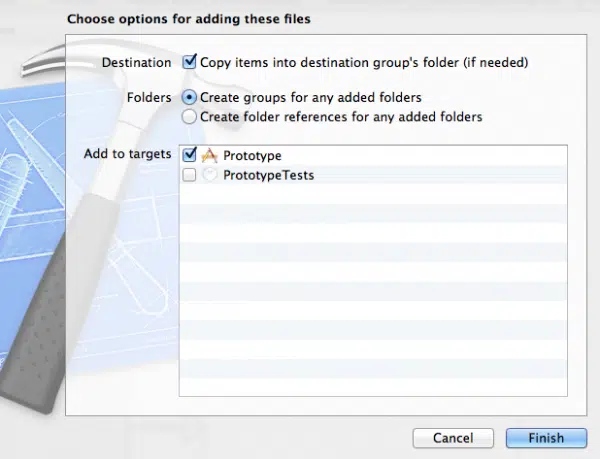 Choose options for adding these files
Destination Copy items into destination group's folder (if needed)
Folders Create groups for any added folders
Create folder references for any added folders
Add to targets Prototype
PrototypeTests
Cancel Finish